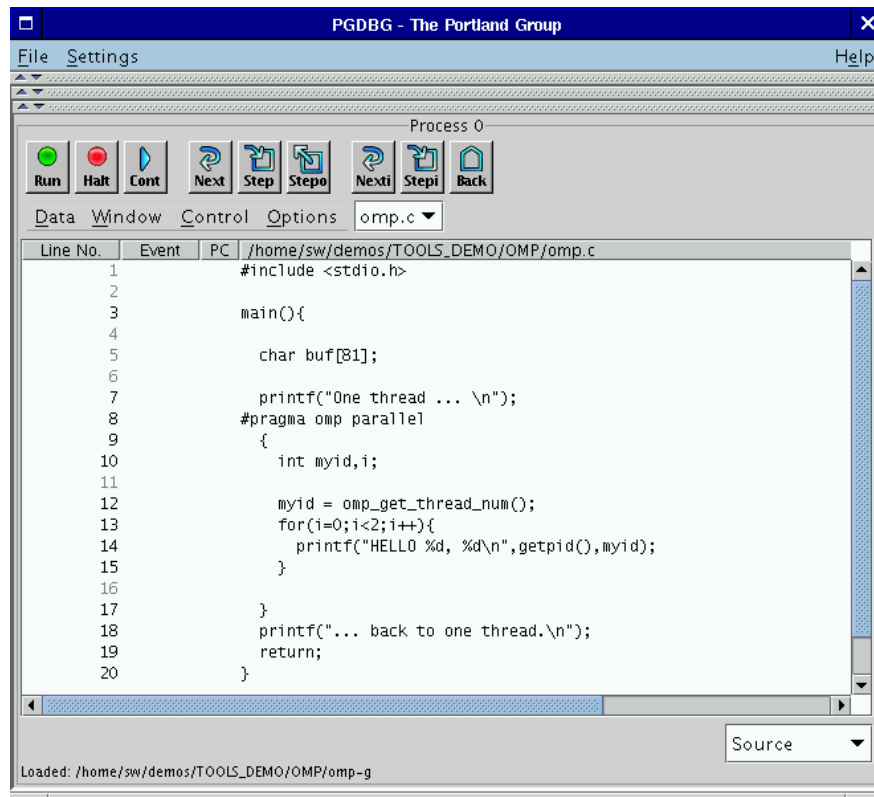 PGDBG - The Portland Group
File Settings Help
Process 0
Run Halt Cont Next Step Stepo Nexti Stepi Back
Data Window Control Options omp.c
Line No. Event PC /home/sw/demos/TOOLS_DEMO/OMP/omp.c
1 #include <stdio.h>
2
3 main(){
4
5 char buf[81];
6
7 printf("One thread ... \n");
8 #pragma omp parallel
9 {
10 int myid,i;
11
12 myid = omp_get_thread_num();
13 for(i=0;i<2;i++){
14 printf("HELLO %d, %d\n",getpid(),myid);
15 }
16
17 }
18 printf("... back to one thread.\n");
19 return;
20 }
Source
Loaded: /home/sw/demos/TOOLS_DEMO/OMP/omp-g